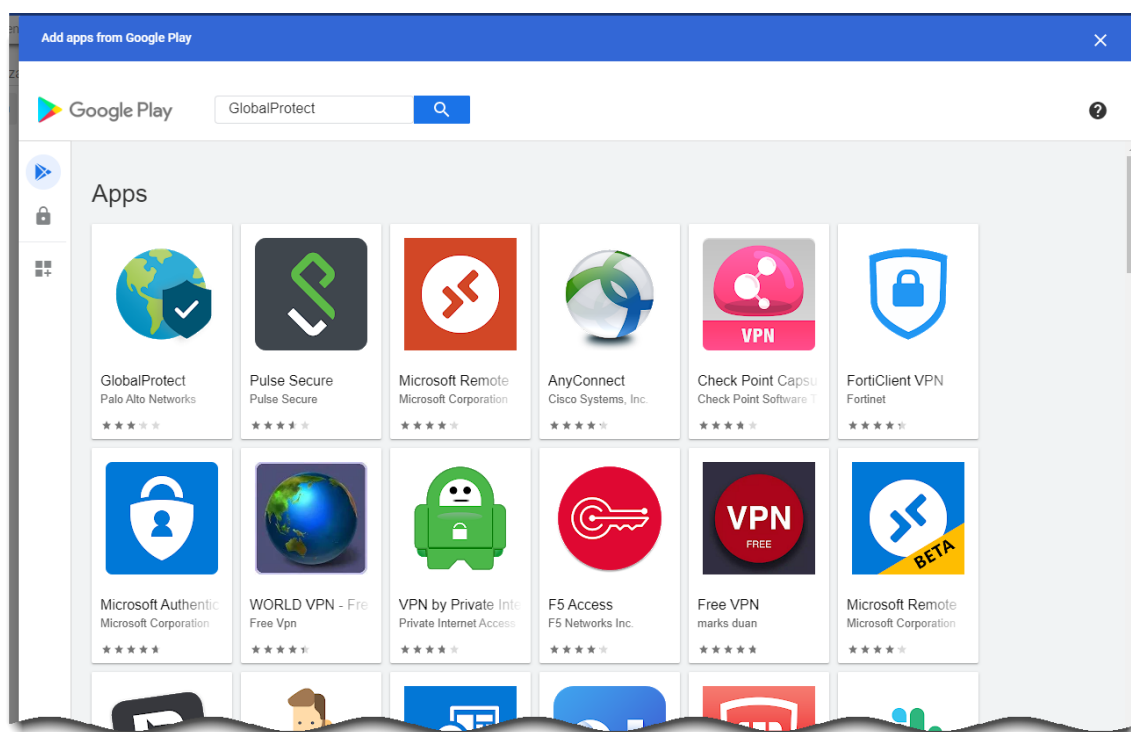 Add apps from Google Play
Google Play
GlobalProtect
Apps
VPN
GlobalProtect
Palo Alto Networks
Pulse Secure
Pulse Secure
Microsoft Remote
Microsoft Corporation
AnyConnect
Cisco Systems, Inc.
Check Point Capsu
Check Point Software T
FortiClient VPN
Fortinet
VPN
FREE
BETA
Microsoft Authentic
Microsoft Corporation
WORLD VPN - Fre
Free Vpn
VPN by Private Inte
Private Internet Access
F5 Access
F5 Networks Inc.
Free VPN
marks duan
Microsoft Remote
Microsoft Corporation